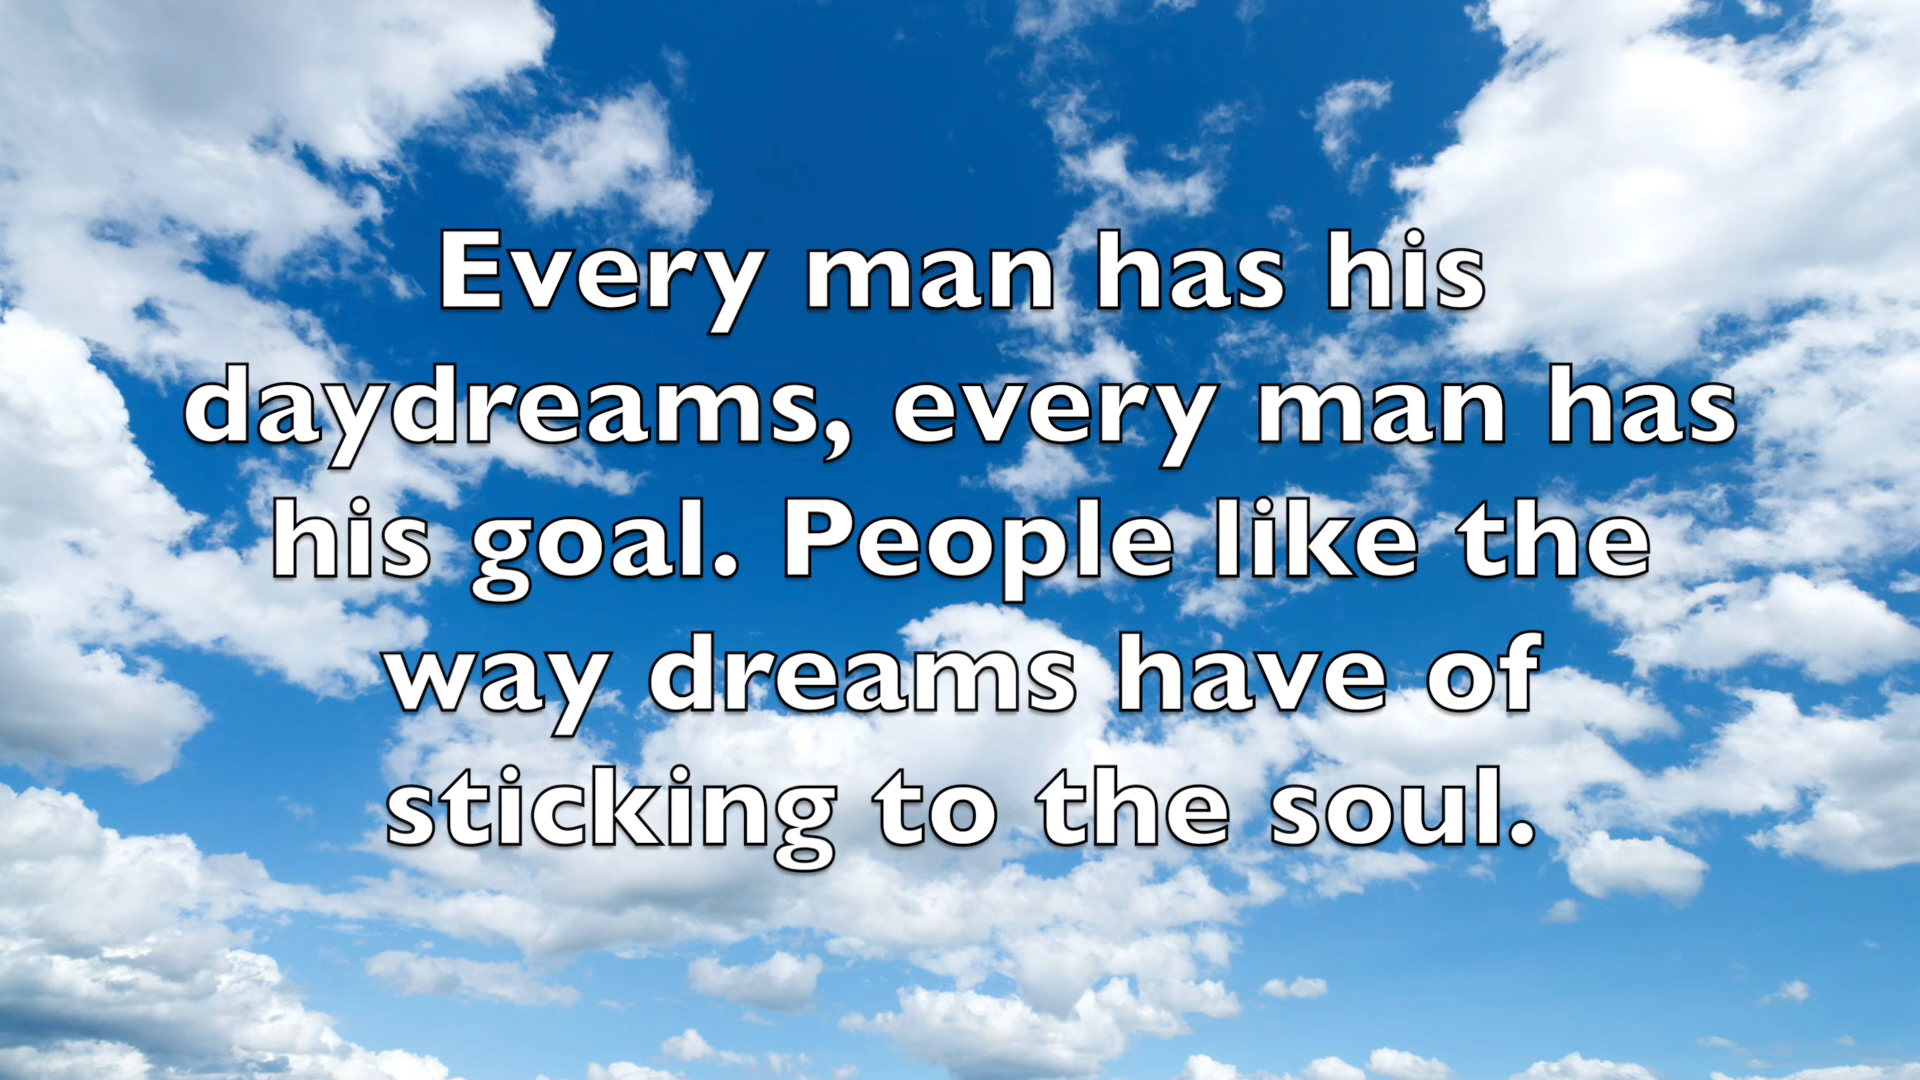 Every man has his
daydreams, every man has
his goal. People like the
way dreams have of
sticking to the soul.